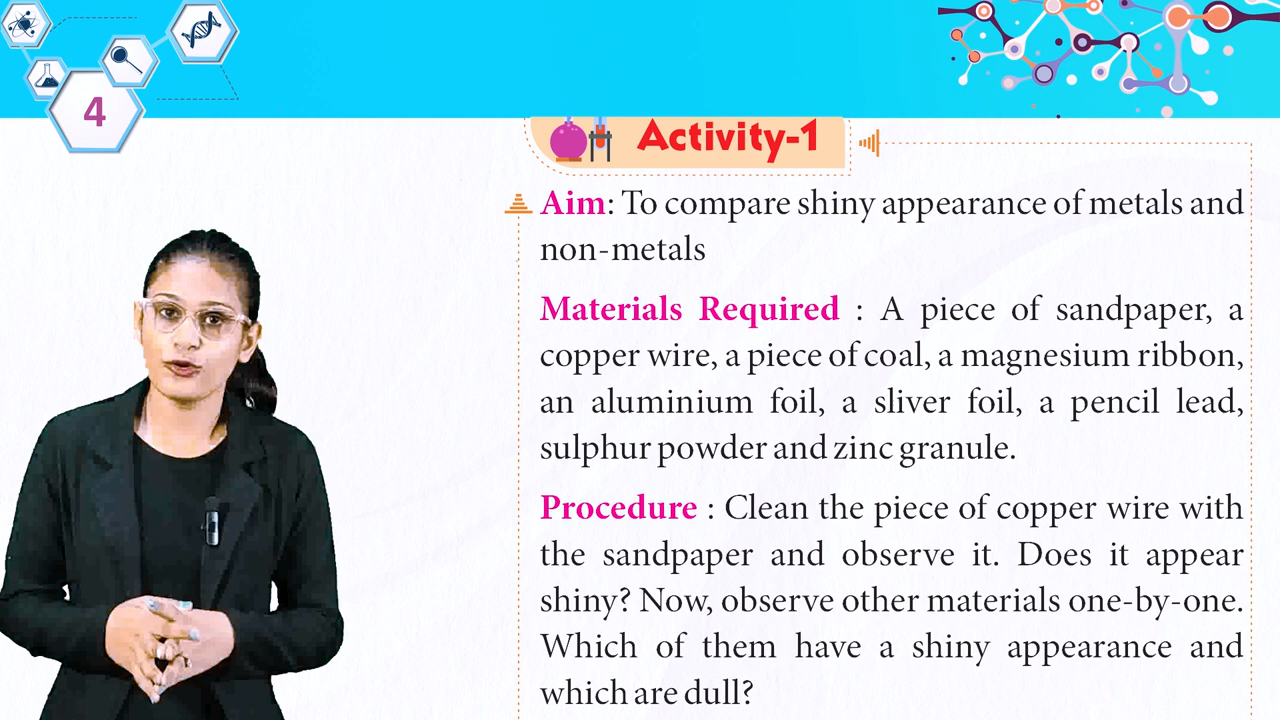 4
Activity-1
Aim: To compare shiny appearance of metals and
non-metals
Materials Required : A piece of sandpaper, a
copper wire, a piece of coal, a magnesium ribbon,
an aluminium foil, a sliver foil, a pencil lead,
sulphur powder and zinc granule.
Procedure : Clean the piece of copper wire with
the sandpaper and observe it. Does it appear
shiny? Now, observe other materials one-by-one.
Which of them have a shiny appearance and
which are dull?